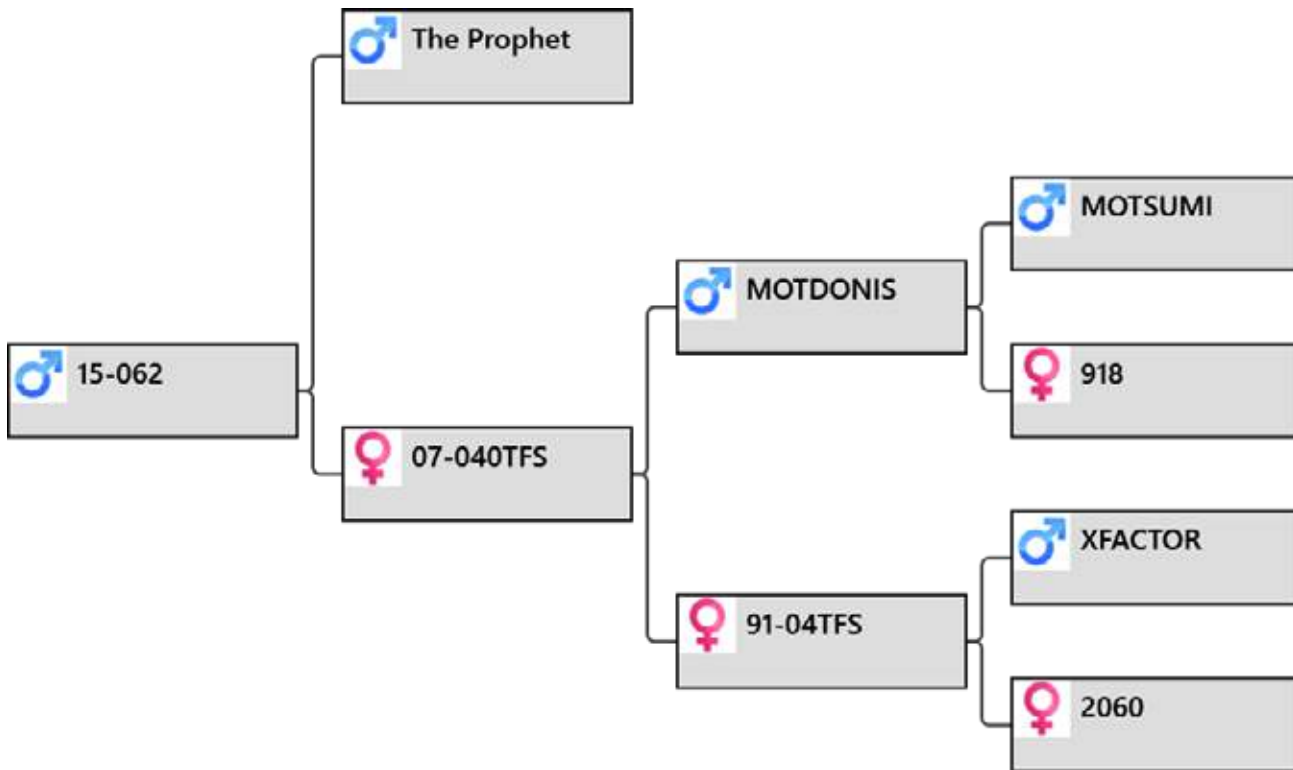 The Prophet
MOTSUMI
MOTDONIS
15-062
918
07-040TFS
XFACTOR
91-04TFS
2060